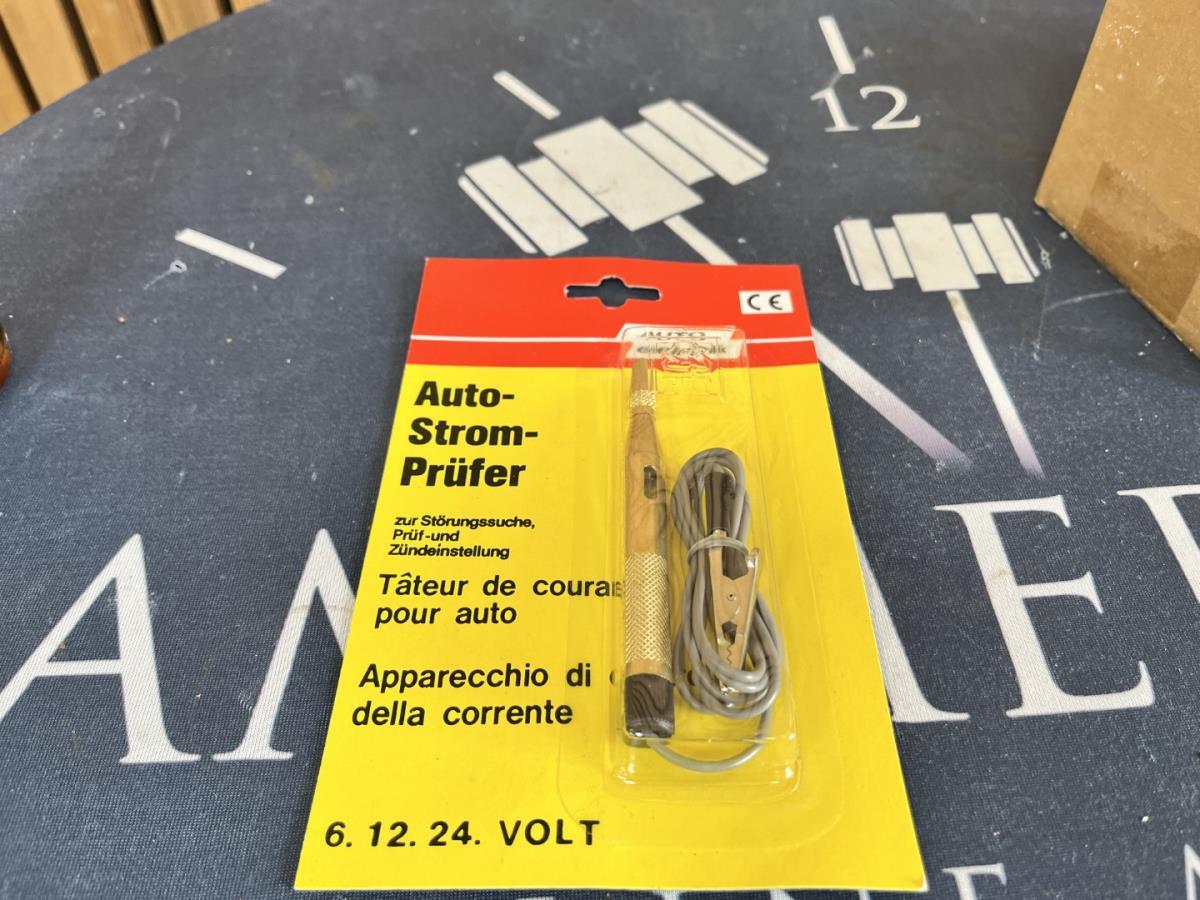 12
CE
AUTO
Auto-
Strom-
Prüfer
zur Störungssuche,
Prüf-und
Zündeinstellung
Tâteur de
pour auto
Apparecchio di
della corrente
6. 12. 24. VOLT